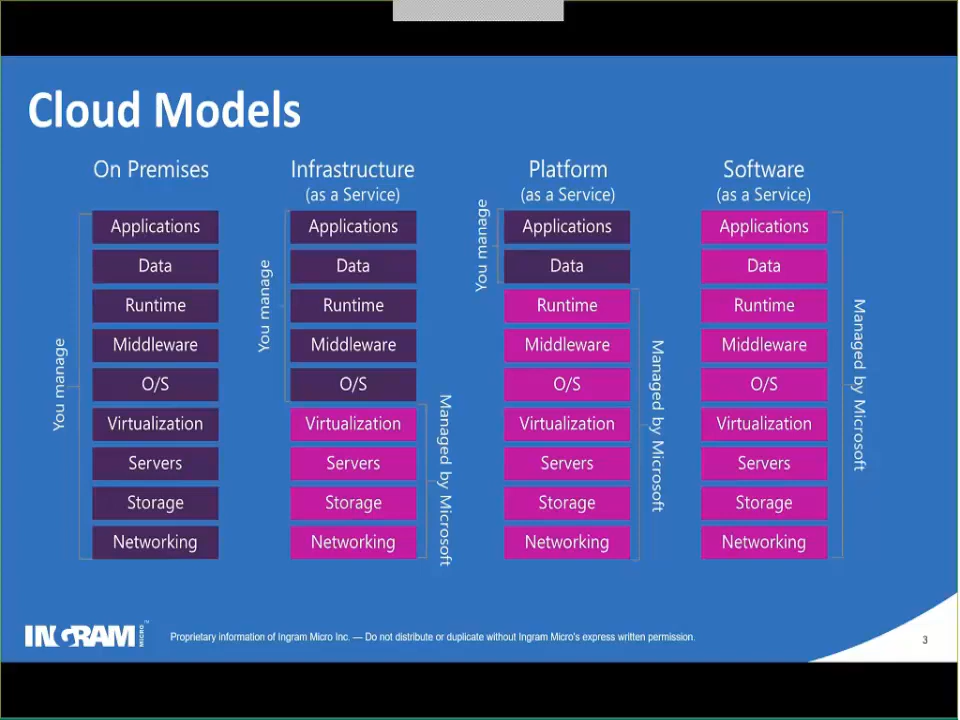 Cloud Models
On Premises
You manage
Applications
Data
Runtime
Middleware
O/S
Virtualization
Servers
Storage
Networking
Infrastructure
(as a Service)
You manage
Applications
Data
Runtime
Middleware
O/S
Virtualization
Servers
Storage
Networking
Managed by Microsoft
Platform
(as a Service)
You manage
Applications
Data
Runtime
Middleware
O/S
Virtualization
Servers
Storage
Networking
Managed by Microsoft
Software
(as a Service)
Applications
Data
Runtime
Middleware
O/S
Virtualization
Servers
Storage
Networking
Managed by Microsoft
INGRAM MICRO ™
Proprietary information of Ingram Micro Inc. — Do not distribute or duplicate without Ingram Micro's express written permission.
3